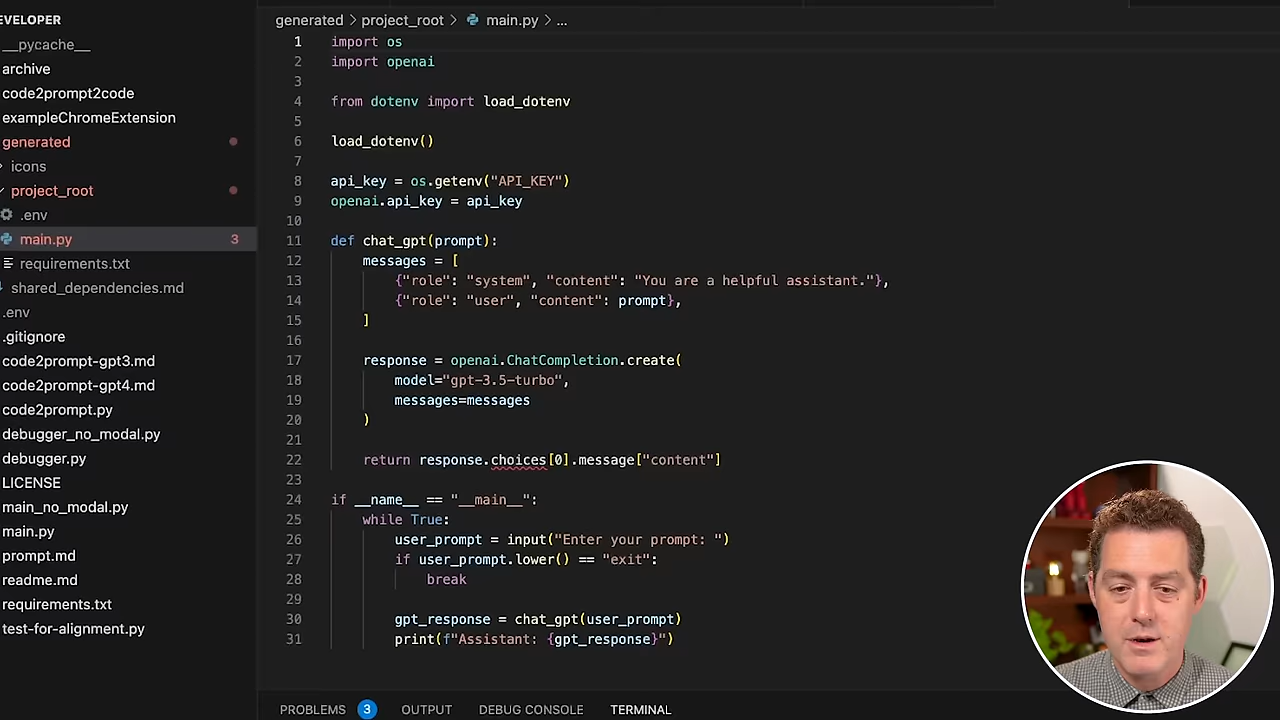 EVELOPER
__pycache__
archive
code2prompt2code
exampleChromeExtension
generated
icons
project_root
.env
main.py 3
requirements.txt
shared_dependencies.md
.env
.gitignore
code2prompt-gpt3.md
code2prompt-gpt4.md
code2prompt.py
debugger_no_modal.py
debugger.py
LICENSE
main_no_modal.py
main.py
prompt.md
readme.md
requirements.txt
test-for-alignment.py
generated > project_root > main.py > ...
1 import os
2 import openai
3
4 from dotenv import load_dotenv
5
6 load_dotenv()
7
8 api_key = os.getenv("API_KEY")
9 openai.api_key = api_key
10
11 def chat_gpt(prompt):
12     messages = [
13         {"role": "system", "content": "You are a helpful assistant."},
14         {"role": "user", "content": prompt},
15     ]
16
17     response = openai.ChatCompletion.create(
18         model="gpt-3.5-turbo",
19         messages=messages
20     )
21
22     return response.choices[0].message["content"]
23
24 if __name__ == "__main__":
25     while True:
26         user_prompt = input("Enter your prompt: ")
27         if user_prompt.lower() == "exit":
28             break
29
30         gpt_response = chat_gpt(user_prompt)
31         print(f"Assistant: {gpt_response}")
PROBLEMS 3 OUTPUT DEBUG CONSOLE TERMINAL